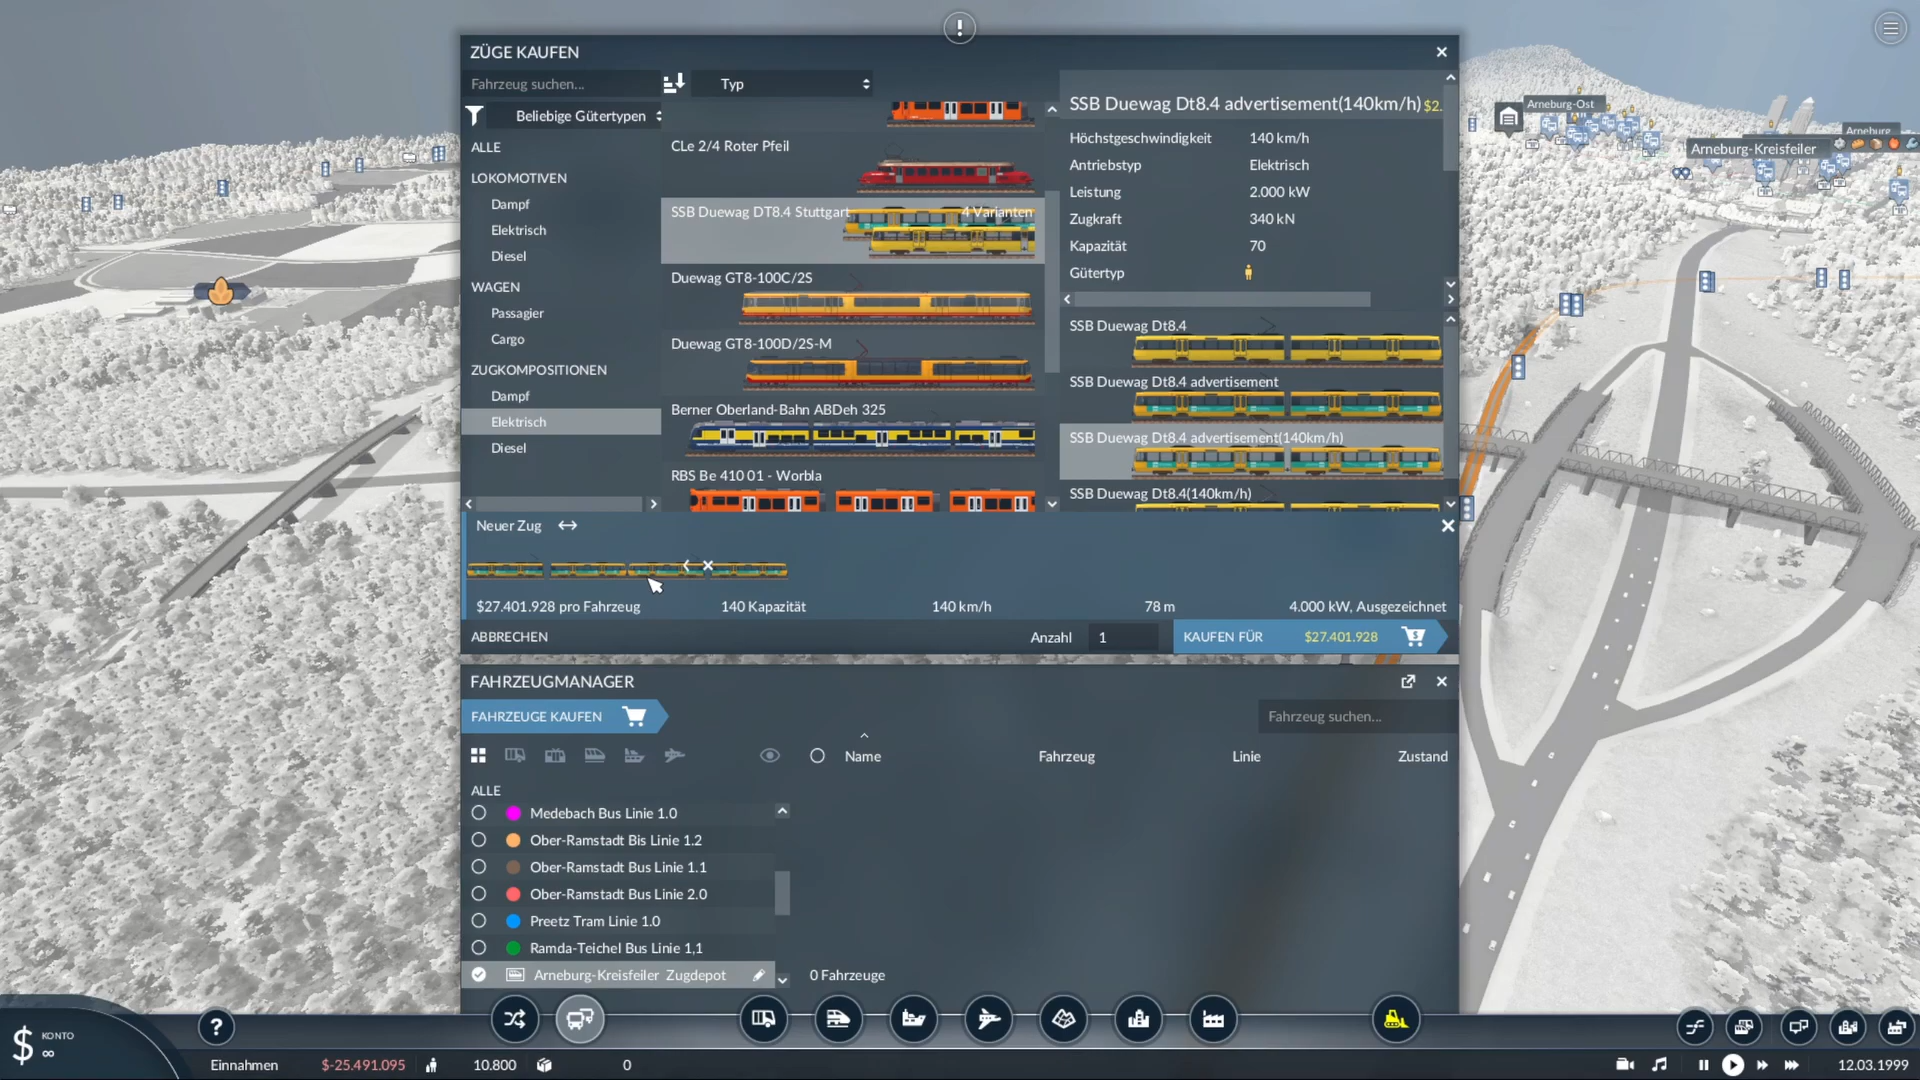 !
ZÜGE KAUFEN
Fahrzeug suchen...
Typ
Beliebige Gütertypen
ALLE
LOKOMOTIVEN
Dampf
Elektrisch
Diesel
WAGEN
Passagier
Cargo
ZUGKOMPOSITIONEN
Dampf
Elektrisch
Diesel
CLe 2/4 Roter Pfeil
SSB Duewag DT8.4 Stuttgart
4 Varianten
Duewag GT8-100C/2S
Duewag GT8-100D/2S-M
Berner Oberland-Bahn ABDeh 325
RBS Be 410 01 - Worbla
SSB Duewag Dt8.4 advertisement(140km/h) $2.
Höchstgeschwindigkeit 140 km/h
Antriebstyp Elektrisch
Leistung 2.000 kW
Zugkraft 340 kN
Kapazität 70
Gütertyp
SSB Duewag Dt8.4
SSB Duewag Dt8.4 advertisement
SSB Duewag Dt8.4 advertisement(140km/h)
SSB Duewag Dt8.4(140km/h)
Arneburg-Ost
Arneburg
Arneburg-Kreisfeiler
Neuer Zug
$27.401.928 pro Fahrzeug 140 Kapazität 140 km/h 78 m 4.000 kW, Ausgezeichnet
ABBRECHEN Anzahl 1 KAUFEN FÜR $27.401.928
FAHRZEUGMANAGER
FAHRZEUGE KAUFEN
Fahrzeug suchen...
Name Fahrzeug Linie Zustand
ALLE
Medebach Bus Linie 1.0
Ober-Ramstadt Bis Linie 1.2
Ober-Ramstadt Bus Linie 1.1
Ober-Ramstadt Bus Linie 2.0
Preetz Tram Linie 1.0
Ramda-Teichel Bus Linie 1,1
Arneburg-Kreisfeiler Zugdepot
0 Fahrzeuge
$ KONTO
∞
?
Einnahmen $-25.491.095 10.800 0
12.03.1999